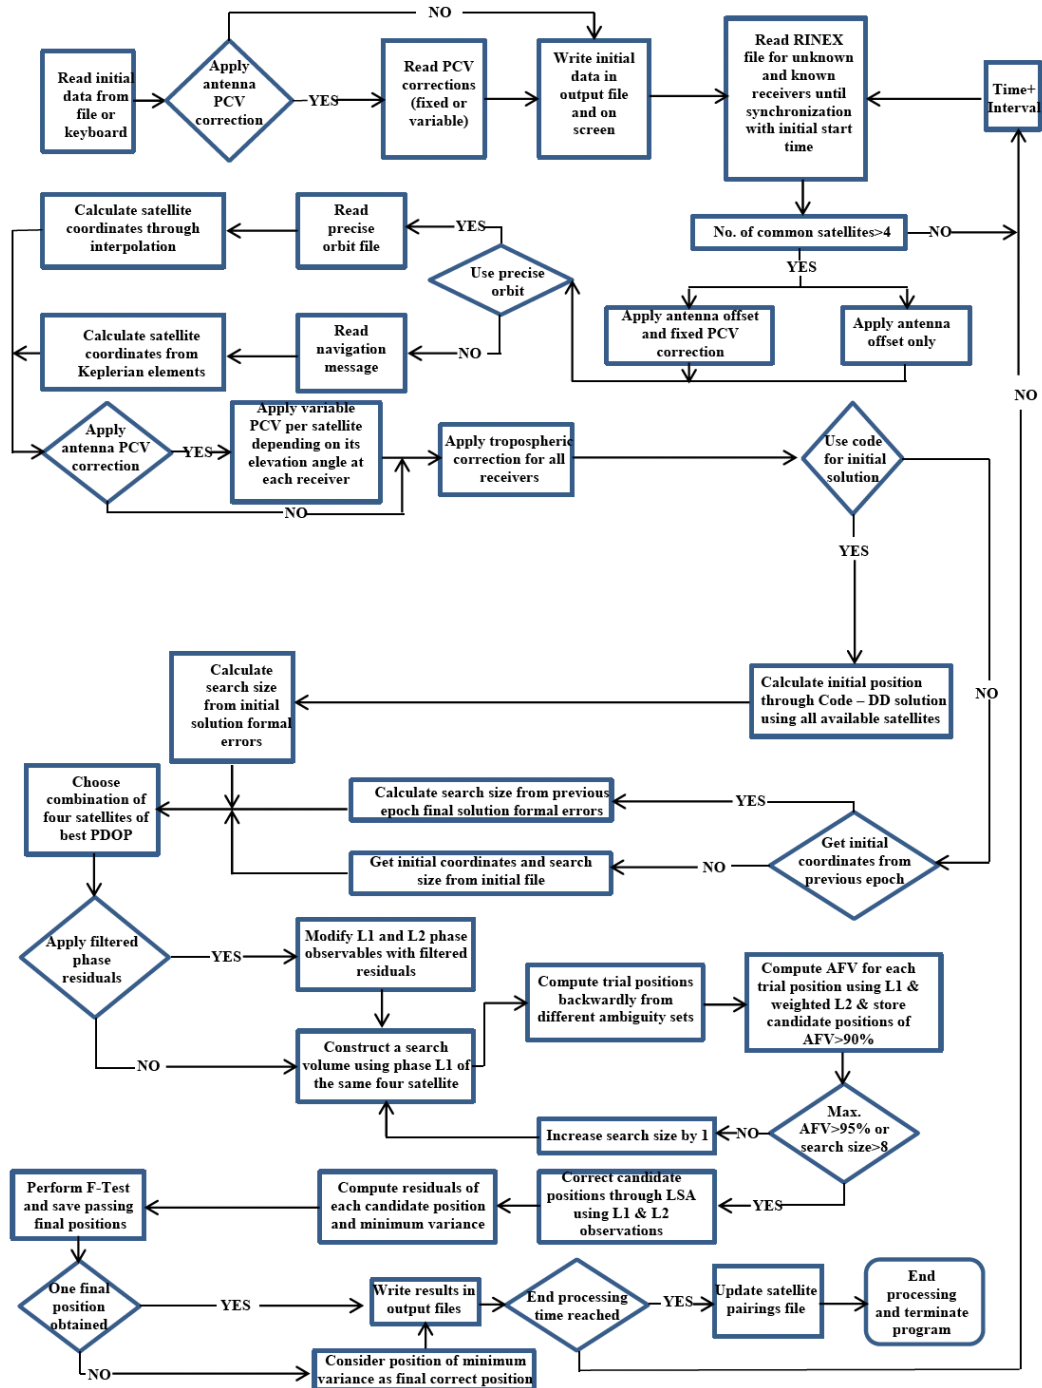 NO
Read initial
data from
file or
keyboard
Apply
antenna
PCV
correction
YES
Read PCV
corrections
(fixed or
variable)
Write initial
data in
output file
and on
screen
Read RINEX
file for unknown
and known
receivers until
synchronization
with initial start
time
Time+
Interval
No. of common satellites>4
NO
YES
Apply antenna offset
and fixed PCV
correction
Apply antenna
offset only
Use precise
orbit
YES
Read
precise
orbit file
Calculate satellite
coordinates through
interpolation
NO
Read
navigation
message
Calculate satellite
coordinates from
Keplerian elements
NO
Apply
antenna PCV
correction
YES
Apply variable
PCV per satellite
depending on its
elevation angle at
each receiver
NO
Apply tropospheric
correction for all
receivers
Use code
for initial
solution
YES
NO
Calculate initial position
through Code – DD solution
using all available satellites
Calculate
search size
from initial
solution formal
errors
Choose
combination of
four satellites of
best PDOP
Calculate search size from previous
epoch final solution formal errors
YES
Get initial coordinates and search
size from initial file
NO
Get initial
coordinates from
previous epoch
Apply filtered
phase
residuals
YES
Modify L1 and L2 phase
observables with filtered
residuals
NO
Construct a search
volume using phase L1 of
the same four satellite
Compute trial positions
backwardly from
different ambiguity sets
Compute AFV for each
trial position using L1 &
weighted L2 & store
candidate positions of
AFV>90%
Max.
AFV>95% or
search size>8
NO
Increase search size by 1
YES
Correct candidate
positions through LSA
using L1 & L2
observations
Compute residuals of
each candidate position
and minimum variance
Perform F-Test
and save passing
final positions
One final
position
obtained
YES
Write results in
output files
NO
Consider position of minimum
variance as final correct position
End processing
time reached
YES
Update satellite
pairings file
End
processing
and terminate
program